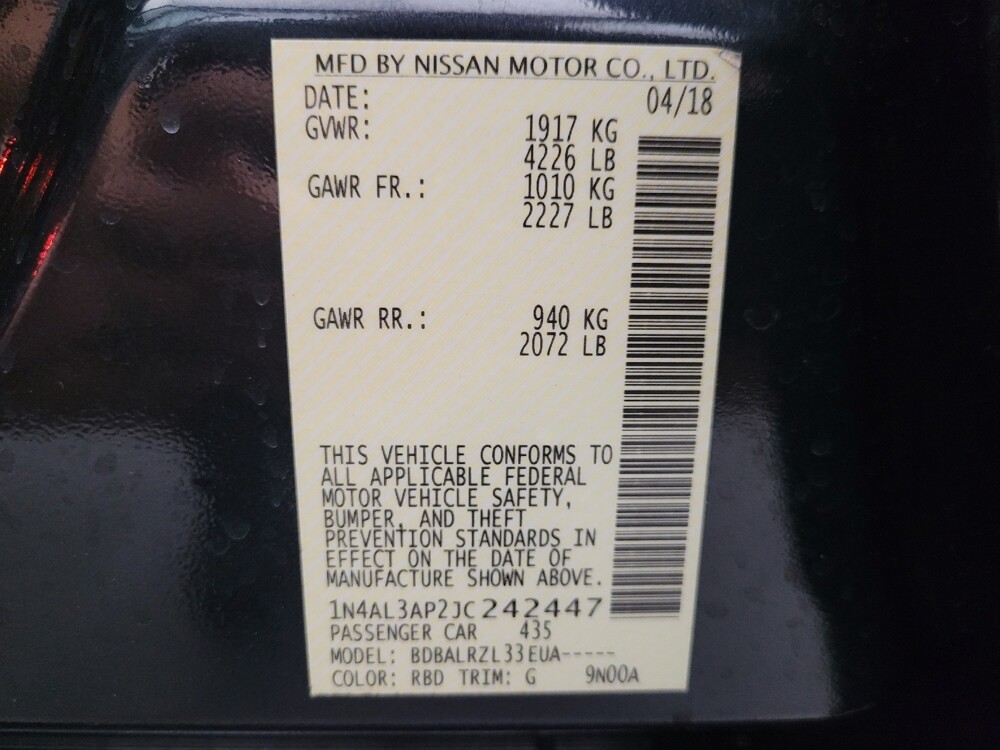 MFD BY NISSAN MOTOR CO., LTD.
DATE: 04/18
GVWR: 1917 KG
4226 LB
GAWR FR.: 1010 KG
2227 LB
GAWR RR.: 940 KG
2072 LB
THIS VEHICLE CONFORMS TO
ALL APPLICABLE FEDERAL
MOTOR VEHICLE SAFETY,
BUMPER, AND THEFT
PREVENTION STANDARDS IN
EFFECT ON THE DATE OF
MANUFACTURE SHOWN ABOVE.
1N4AL3AP2JC242447
PASSENGER CAR 435
MODEL: BDBALRZL33EUA-----
COLOR: RBD TRIM: G 9N00A